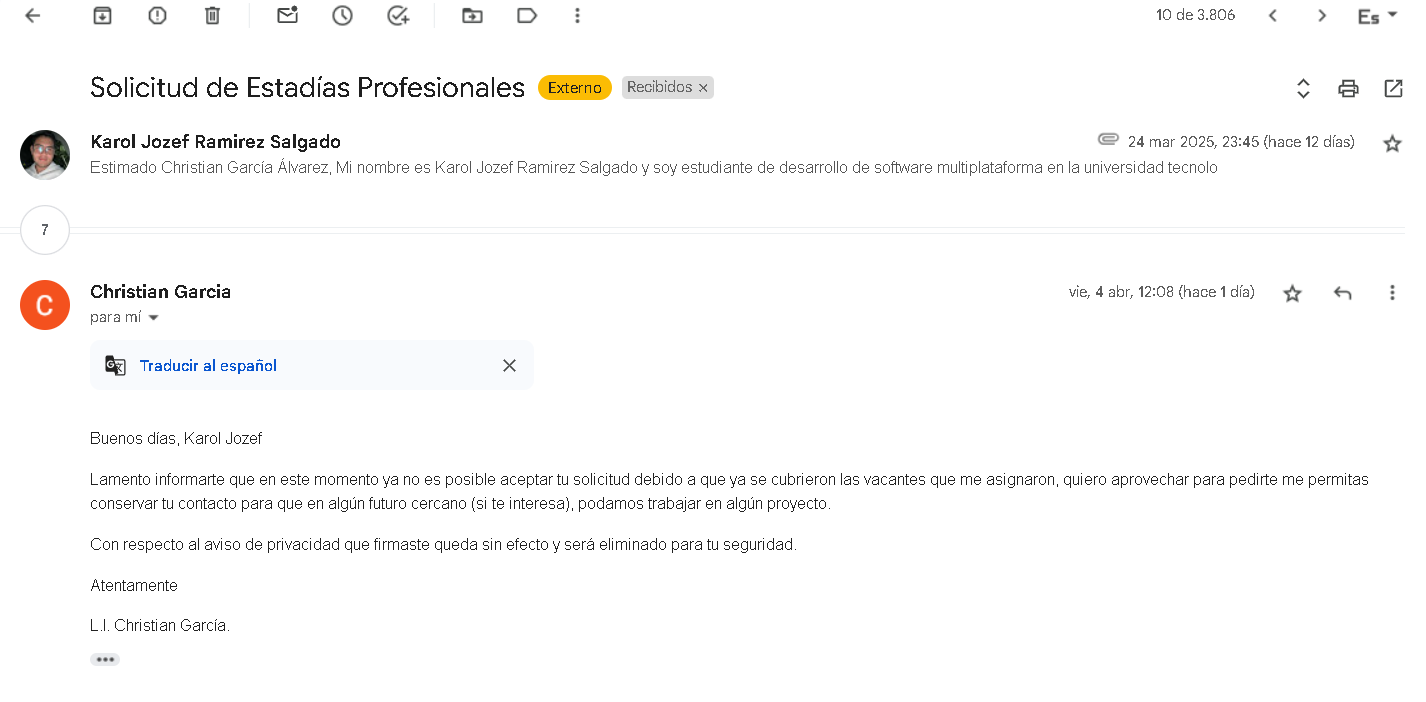 10 de 3.806
Es
Solicitud de Estadías Profesionales Externo Recibidos ×
Karol Jozef Ramirez Salgado 24 mar 2025, 23:45 (hace 12 días)
Estimado Christian García Álvarez, Mi nombre es Karol Jozef Ramirez Salgado y soy estudiante de desarrollo de software multiplataforma en la universidad tecnolo
7
C
Christian Garcia vie, 4 abr, 12:08 (hace 1 día)
para mí
Traducir al español
Buenos días, Karol Jozef
Lamento informarte que en este momento ya no es posible aceptar tu solicitud debido a que ya se cubrieron las vacantes que me asignaron, quiero aprovechar para pedirte me permitas
conservar tu contacto para que en algún futuro cercano (si te interesa), podamos trabajar en algún proyecto.
Con respecto al aviso de privacidad que firmaste queda sin efecto y será eliminado para tu seguridad.
Atentamente
L.I. Christian García.